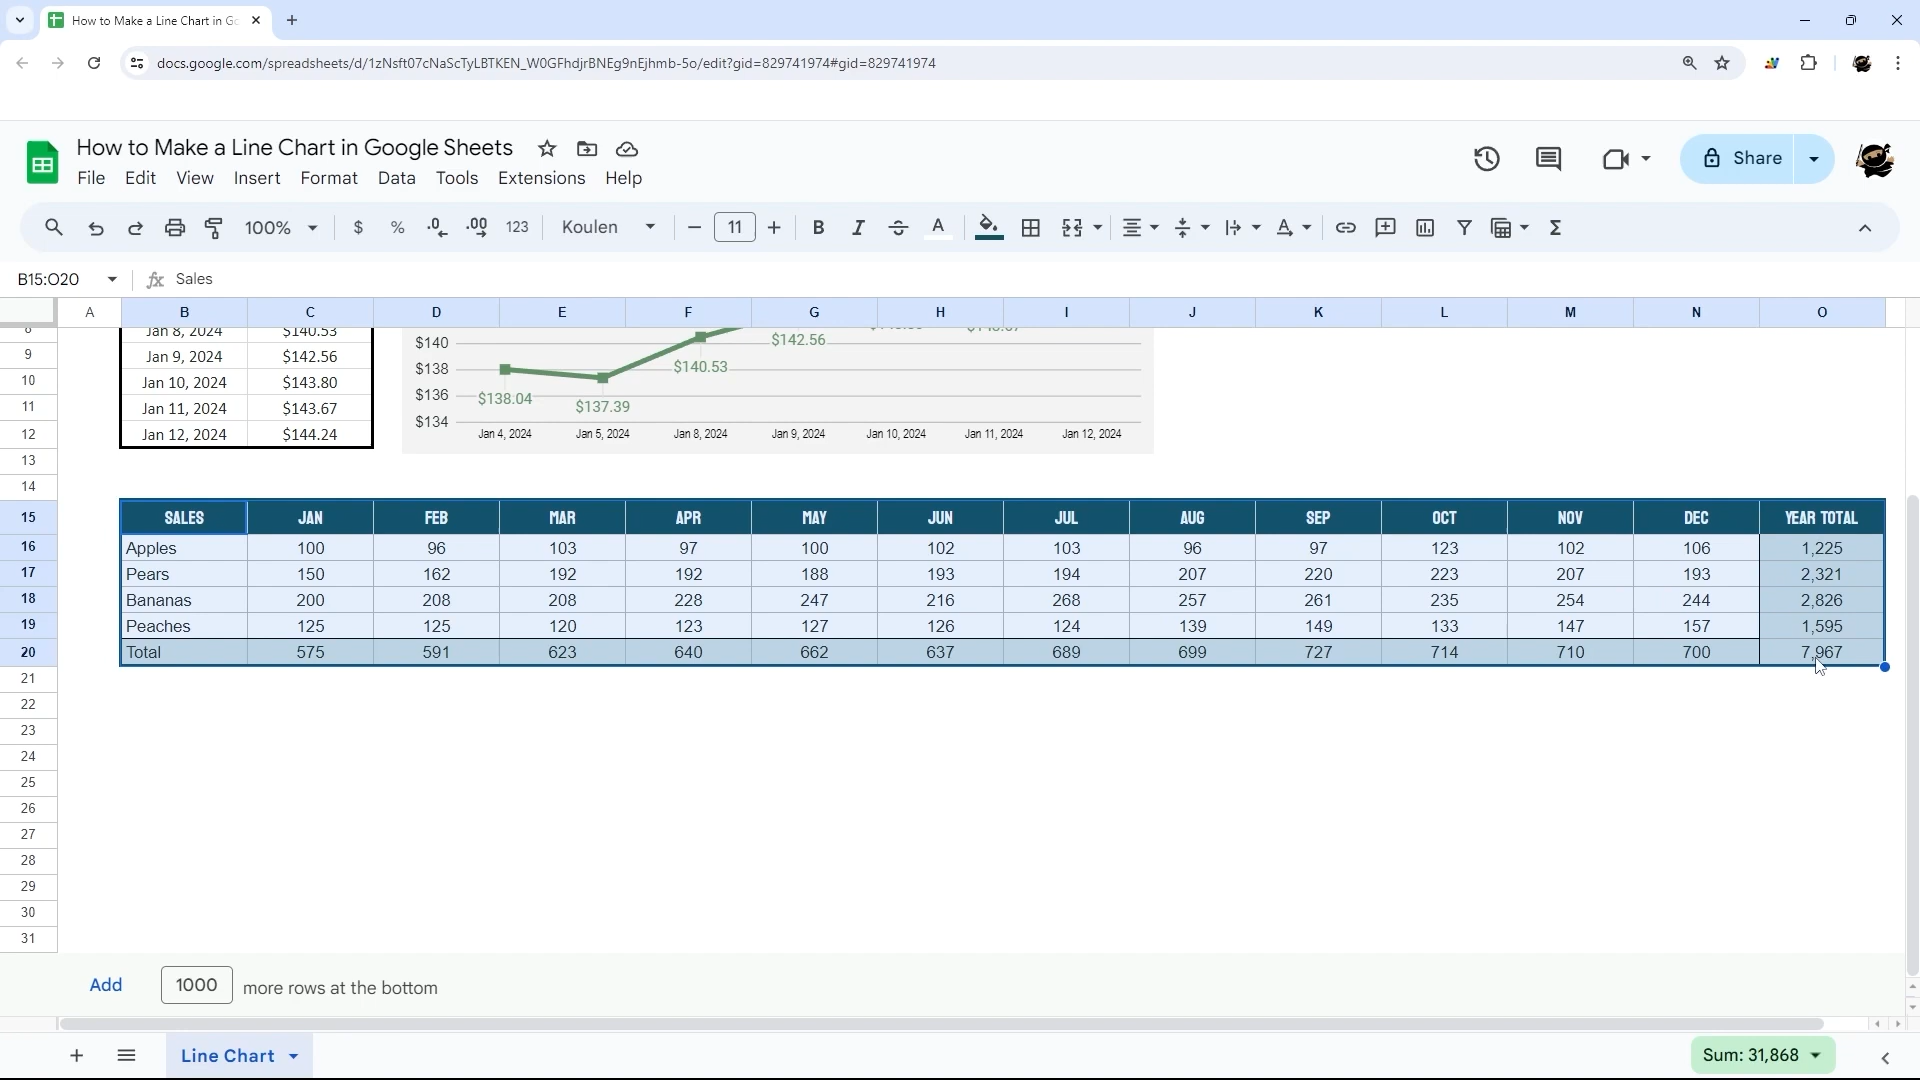 How to Make a Line Chart in Go
docs.google.com/spreadsheets/d/1zNsft07cNaScTyLBTKEN_W0GFhdjrBNEg9nEjhmb-5o/edit?gid=829741974#gid=829741974
How to Make a Line Chart in Google Sheets
File Edit View Insert Format Data Tools Extensions Help
Share
100% $ % .0 .00 123 Koulen 11 B I A
B15:O20 fx Sales
A B C D E F G H I J K L M N O
8 Jan 8, 2024 $140.53
9 Jan 9, 2024 $142.56
10 Jan 10, 2024 $143.80
11 Jan 11, 2024 $143.67
12 Jan 12, 2024 $144.24
$140 $142.56
$138 $140.53
$136 $138.04 $137.39
$134
Jan 4, 2024 Jan 5, 2024 Jan 8, 2024 Jan 9, 2024 Jan 10, 2024 Jan 11, 2024 Jan 12, 2024
13
14
15 SALES JAN FEB MAR APR MAY JUN JUL AUG SEP OCT NOV DEC YEAR TOTAL
16 Apples 100 96 103 97 100 102 103 96 97 123 102 106 1,225
17 Pears 150 162 192 192 188 193 194 207 220 223 207 193 2,321
18 Bananas 200 208 208 228 247 216 268 257 261 235 254 244 2,826
19 Peaches 125 125 120 123 127 126 124 139 149 133 147 157 1,595
20 Total 575 591 623 640 662 637 689 699 727 714 710 700 7,967
21
22
23
24
25
26
27
28
29
30
31
Add 1000 more rows at the bottom
Line Chart
Sum: 31,868